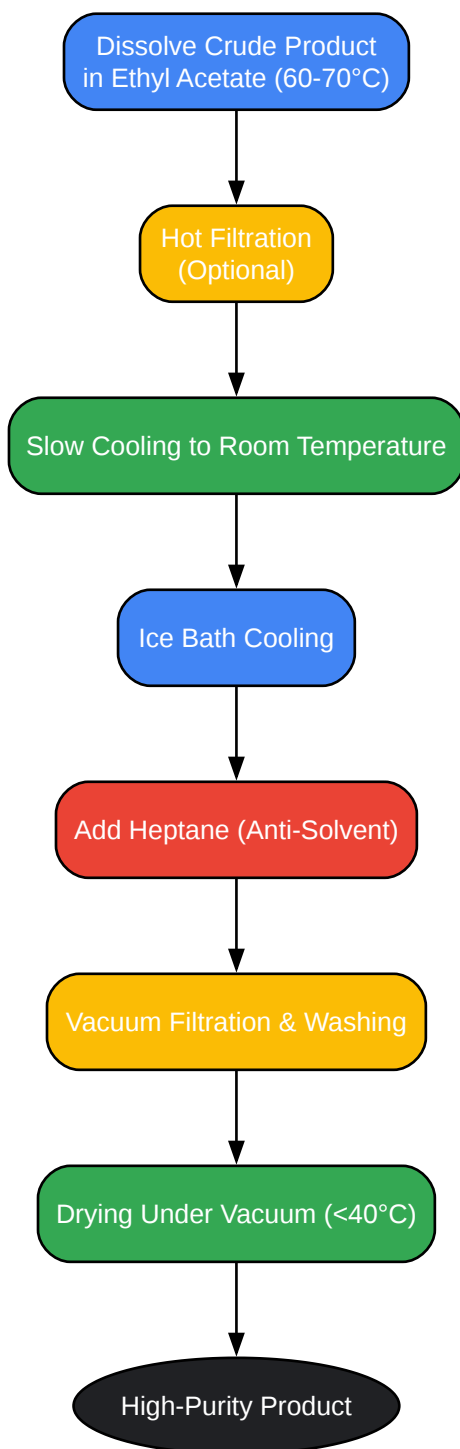 Dissolve Crude Product
in Ethyl Acetate (60-70°C)
Hot Filtration
(Optional)
Slow Cooling to Room Temperature
Ice Bath Cooling
Add Heptane (Anti-Solvent)
Vacuum Filtration & Washing
Drying Under Vacuum (<40°C)
High-Purity Product